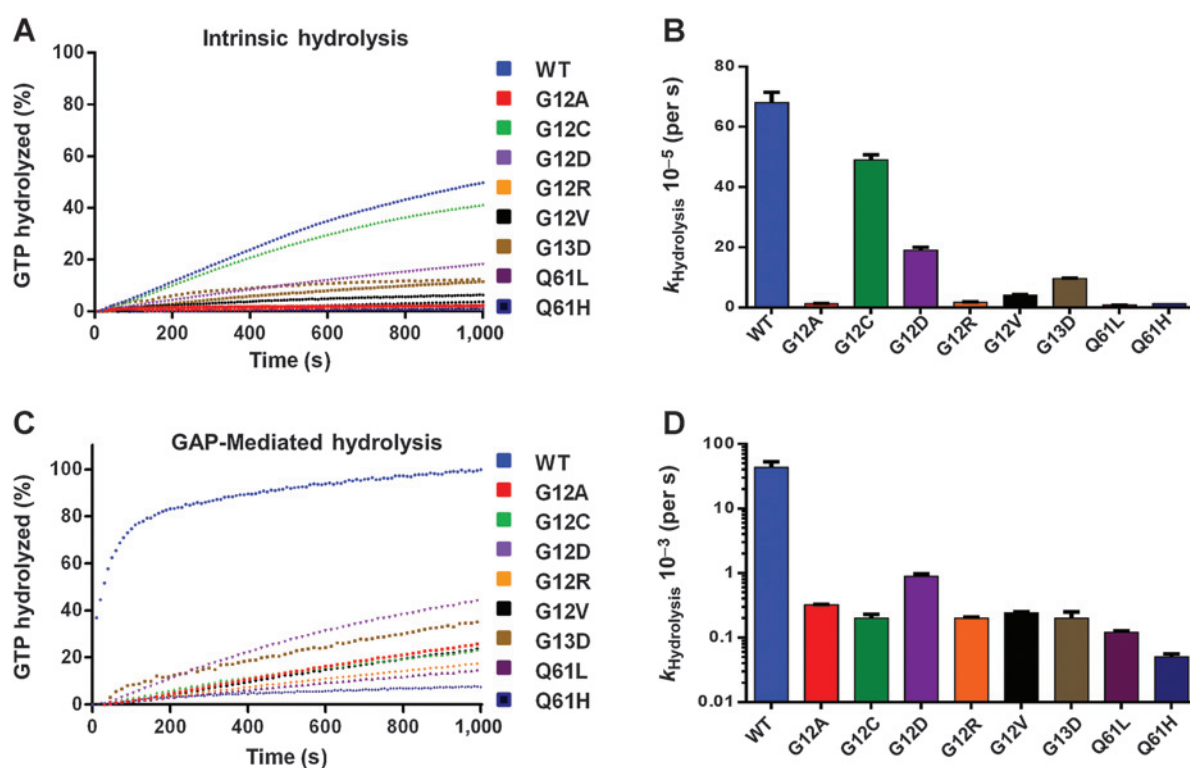 A
Intrinsic hydrolysis
GTP hydrolyzed (%)
100
80
60
40
20
0
0 200 400 600 800 1,000
Time (s)
WT
G12A
G12C
G12D
G12R
G12V
G13D
Q61L
Q61H
B
kHydrolysis 10−5 (per s)
80
60
40
20
0
WT G12A G12C G12D G12R G12V G13D Q61L Q61H
C
GAP-Mediated hydrolysis
GTP hydrolyzed (%)
100
80
60
40
20
0
0 200 400 600 800 1,000
Time (s)
WT
G12A
G12C
G12D
G12R
G12V
G13D
Q61L
Q61H
D
kHydrolysis 10−3 (per s)
100
10
1
0.1
0.01
WT G12A G12C G12D G12R G12V G13D Q61L Q61H